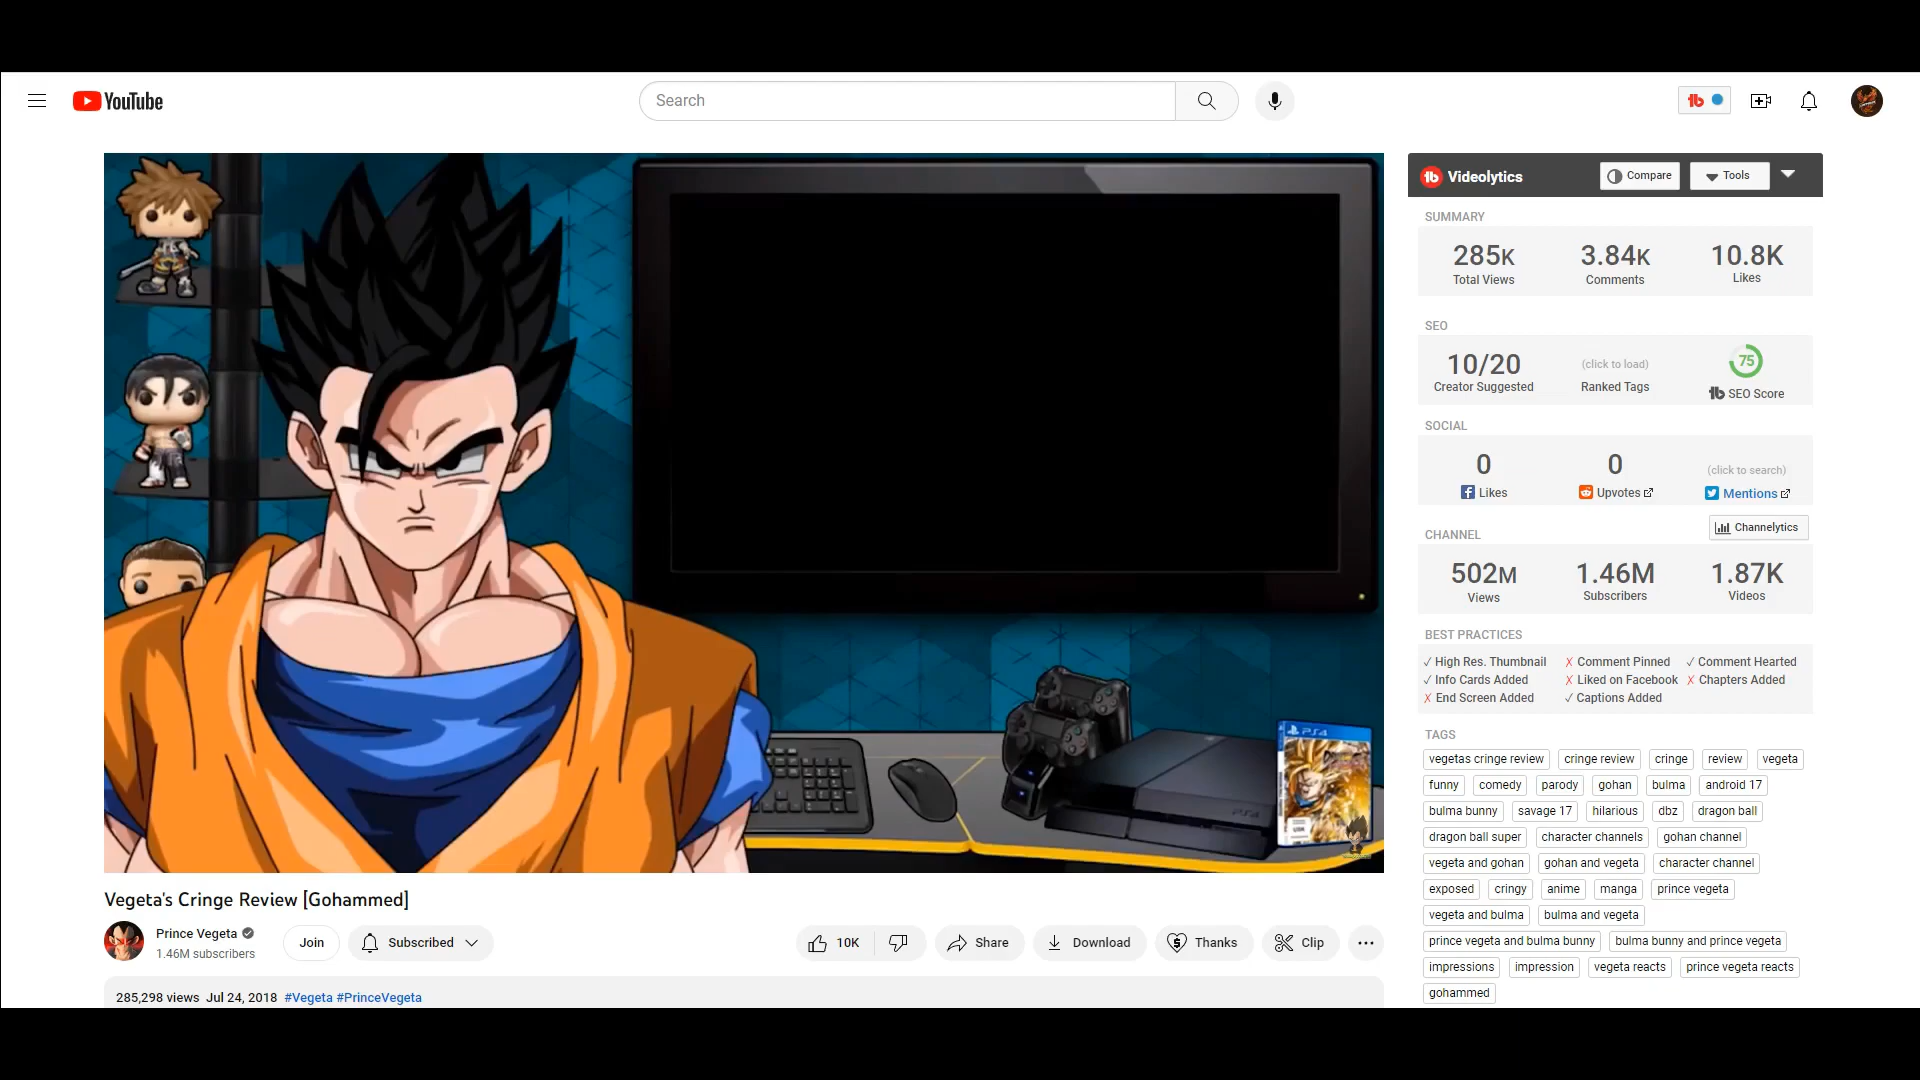 YouTube
Search
Videolytics
Compare
Tools
SUMMARY
285K
Total Views
3.84K
Comments
10.8K
Likes
SEO
10/20
Creator Suggested
(click to load)
Ranked Tags
75
SEO Score
SOCIAL
0
Likes
0
Upvotes
(click to search)
Mentions
CHANNEL
Channelytics
502M
Views
1.46M
Subscribers
1.87K
Videos
BEST PRACTICES
✓ High Res. Thumbnail ✗ Comment Pinned ✓ Comment Hearted
✓ Info Cards Added ✗ Liked on Facebook ✗ Chapters Added
✗ End Screen Added ✓ Captions Added
TAGS
vegetas cringe review cringe review cringe review vegeta
funny comedy parody gohan bulma android 17
bulma bunny savage 17 hilarious dbz dragon ball
dragon ball super character channels gohan channel
vegeta and gohan gohan and vegeta character channel
exposed cringy anime manga prince vegeta
vegeta and bulma bulma and vegeta
prince vegeta and bulma bunny bulma bunny and prince vegeta
impressions impression vegeta reacts prince vegeta reacts
gohammed
PS4
Vegeta's Cringe Review [Gohammed]
Prince Vegeta
1.46M subscribers
Join
Subscribed
10K
Share
Download
Thanks
Clip
285,298 views Jul 24, 2018 #Vegeta #PrinceVegeta